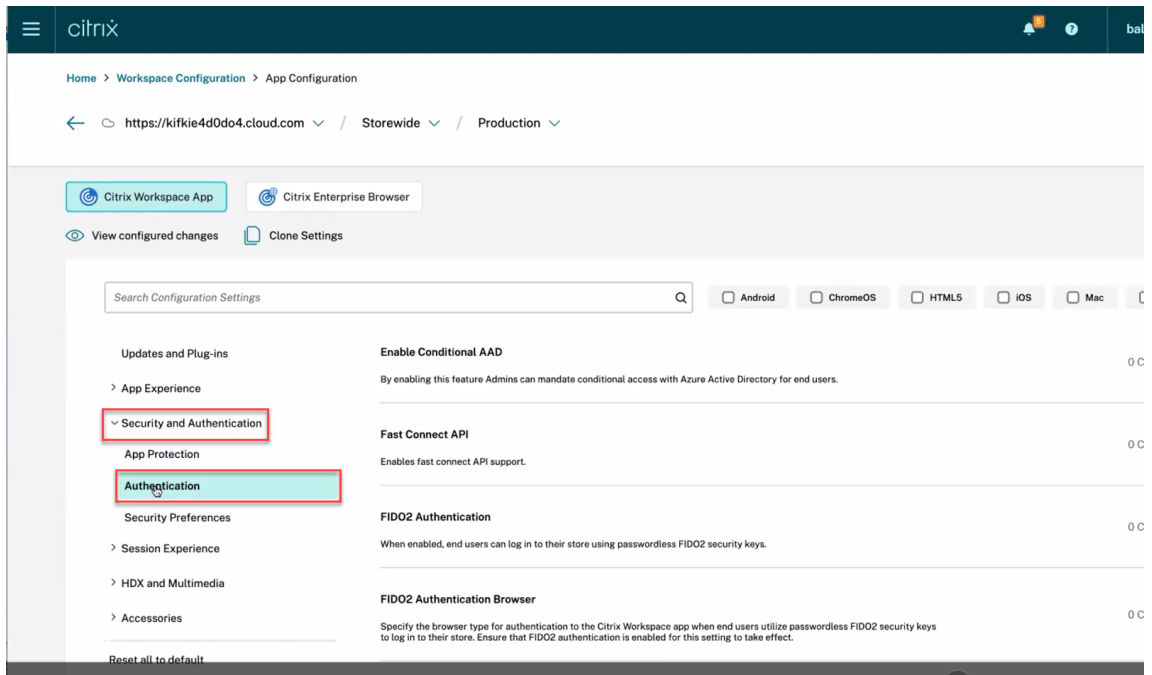 citrix
5
bal
Home > Workspace Configuration > App Configuration
https://kifkie4d0do4.cloud.com / Storewide / Production
Citrix Workspace App
Citrix Enterprise Browser
View configured changes
Clone Settings
Search Configuration Settings
Android
ChromeOS
HTML5
iOS
Mac
Updates and Plug-ins
App Experience
Security and Authentication
App Protection
Authentication
Security Preferences
Session Experience
HDX and Multimedia
Accessories
Reset all to default
Enable Conditional AAD
0 C
By enabling this feature Admins can mandate conditional access with Azure Active Directory for end users.
Fast Connect API
0 C
Enables fast connect API support.
FIDO2 Authentication
0 C
When enabled, end users can log in to their store using passwordless FIDO2 security keys.
FIDO2 Authentication Browser
0 C
Specify the browser type for authentication to the Citrix Workspace app when end users utilize passwordless FIDO2 security keys
to log in to their store. Ensure that FIDO2 authentication is enabled for this setting to take effect.